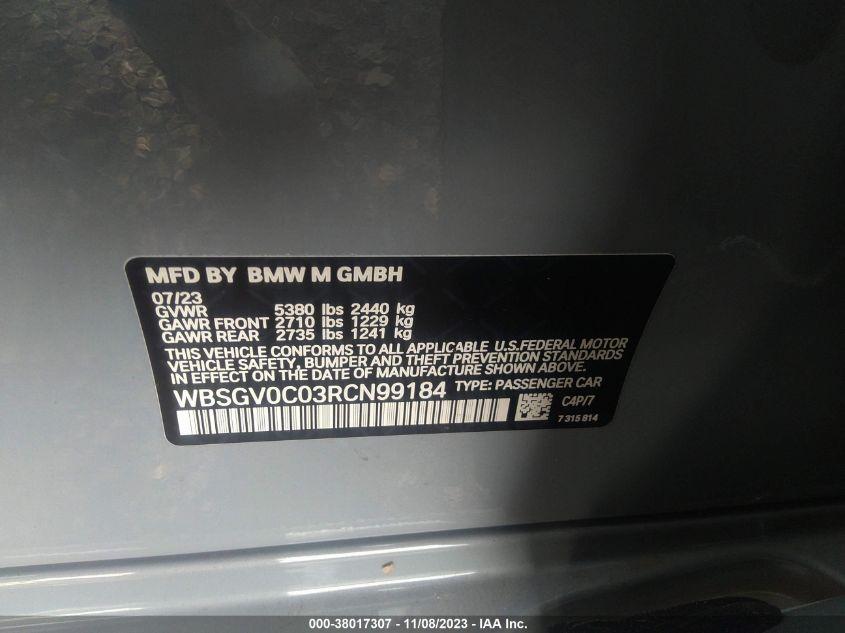 MFD BY BMW M GMBH
07/23
GVWR 5380 lbs 2440 kg
GAWR FRONT 2710 lbs 1229 kg
GAWR REAR 2735 lbs 1241 kg
THIS VEHICLE CONFORMS TO ALL APPLICABLE U.S.FEDERAL MOTOR
VEHICLE SAFETY, BUMPER AND THEFT PREVENTION STANDARDS
IN EFFECT ON THE DATE OF MANUFACTURE SHOWN ABOVE.
WBSGV0C03RCN99184 TYPE: PASSENGER CAR
C4P/7
7 315 814
000-38017307 - 11/08/2023 - IAA Inc.